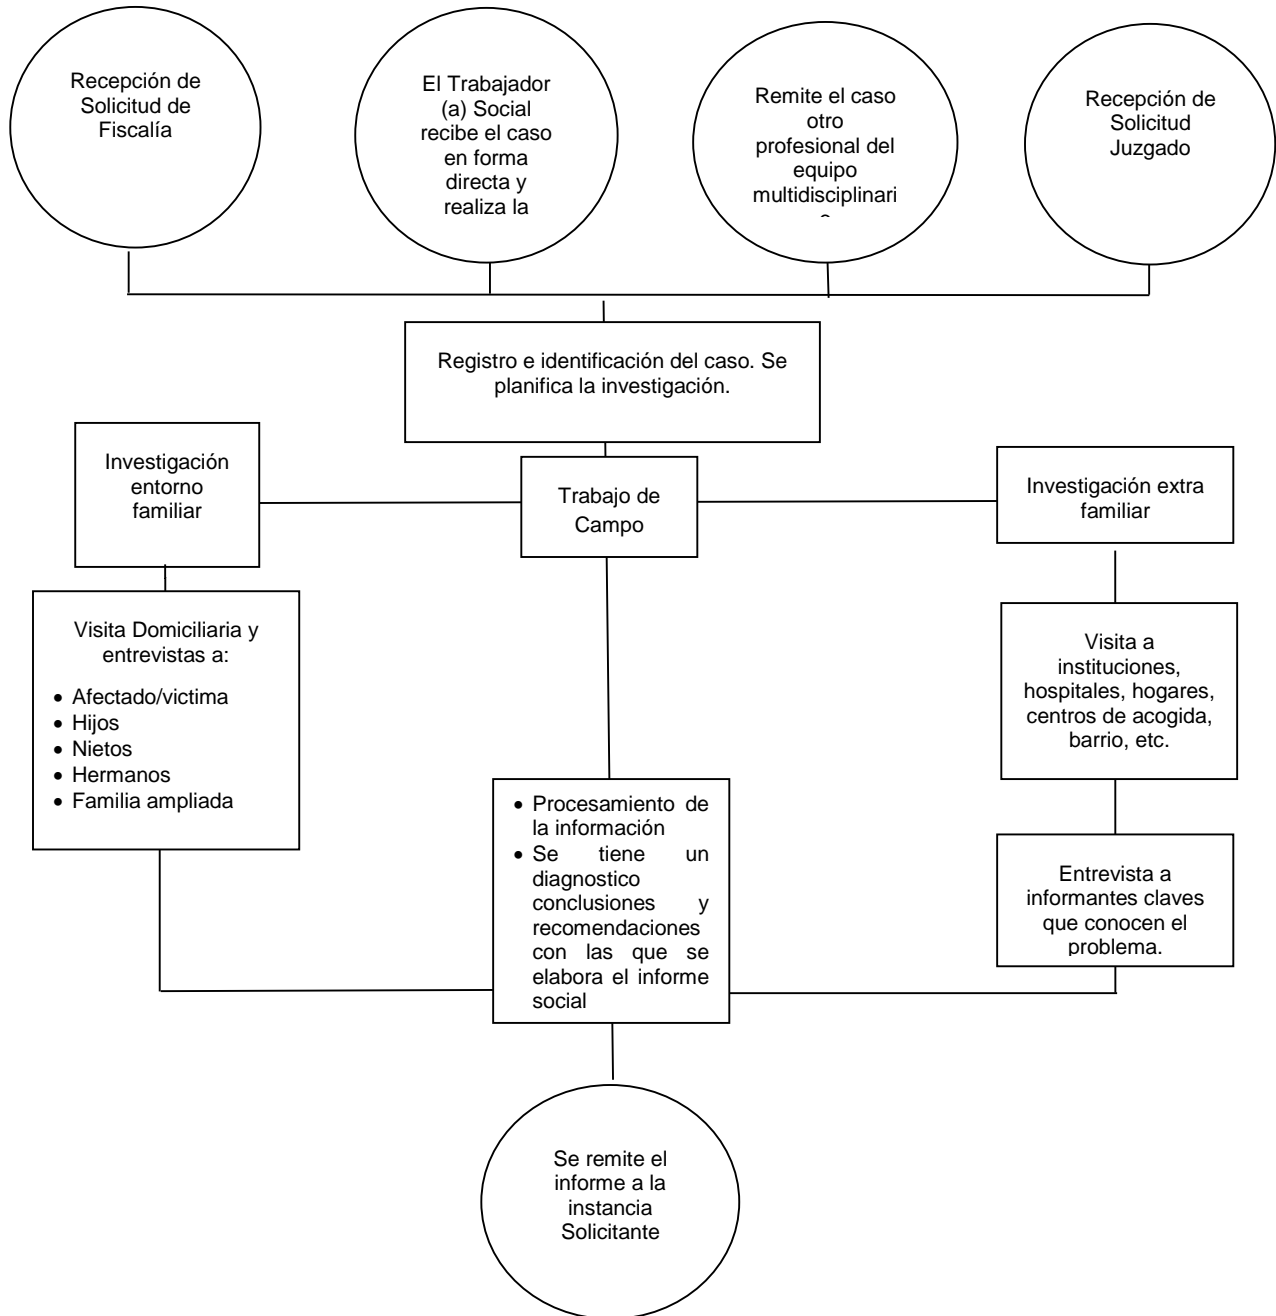 Recepción de
Solicitud de
Fiscalía
El Trabajador
(a) Social
recibe el caso
en forma
directa y
realiza la
Remite el caso
otro
profesional del
equipo
multidisciplinari
Recepción de
Solicitud
Juzgado
Registro e identificación del caso. Se
planifica la investigación.
Investigación
entorno
familiar
Trabajo de
Campo
Investigación extra
familiar
Visita Domiciliaria y
entrevistas a:
• Afectado/victima
• Hijos
• Nietos
• Hermanos
• Familia ampliada
Visita a
instituciones,
hospitales, hogares,
centros de acogida,
barrio, etc.
• Procesamiento de
la información
• Se tiene un
diagnostico
conclusiones y
recomendaciones
con las que se
elabora el informe
social
Entrevista a
informantes claves
que conocen el
problema.
Se remite el
informe a la
instancia
Solicitante